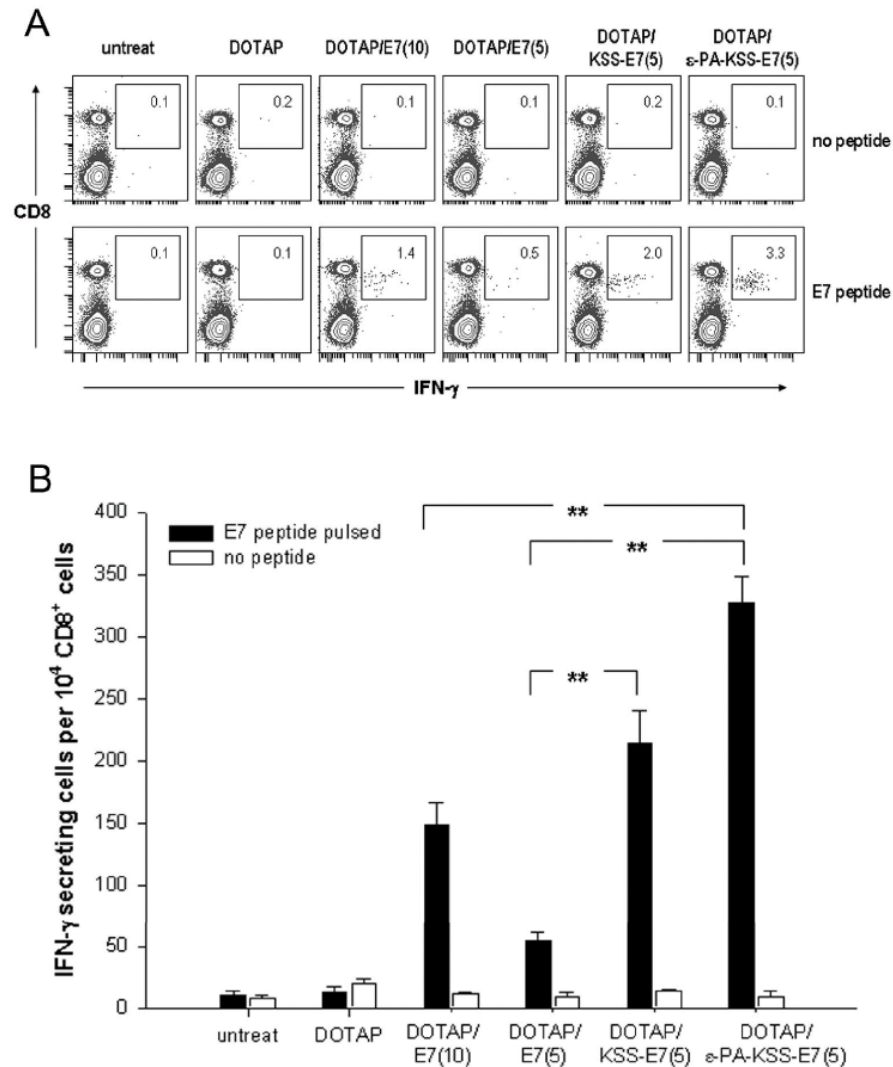 A
untreat DOTAP DOTAP/E7(10) DOTAP/E7(5) DOTAP/ KSS-E7(5) DOTAP/ ε-PA-KSS-E7(5)
0.1 0.2 0.1 0.1 0.2 0.1
no peptide
CD8
0.1 0.1 1.4 0.5 2.0 3.3
E7 peptide
IFN-γ
B
400
350
300
250
200
150
100
50
0
IFN-γ secreting cells per 10⁴ CD8⁺ cells
E7 peptide pulsed
no peptide
**
**
**
untreat DOTAP DOTAP/ DOTAP/ DOTAP/ DOTAP/
E7(10) E7(5) KSS-E7(5) ε-PA-KSS-E7(5)